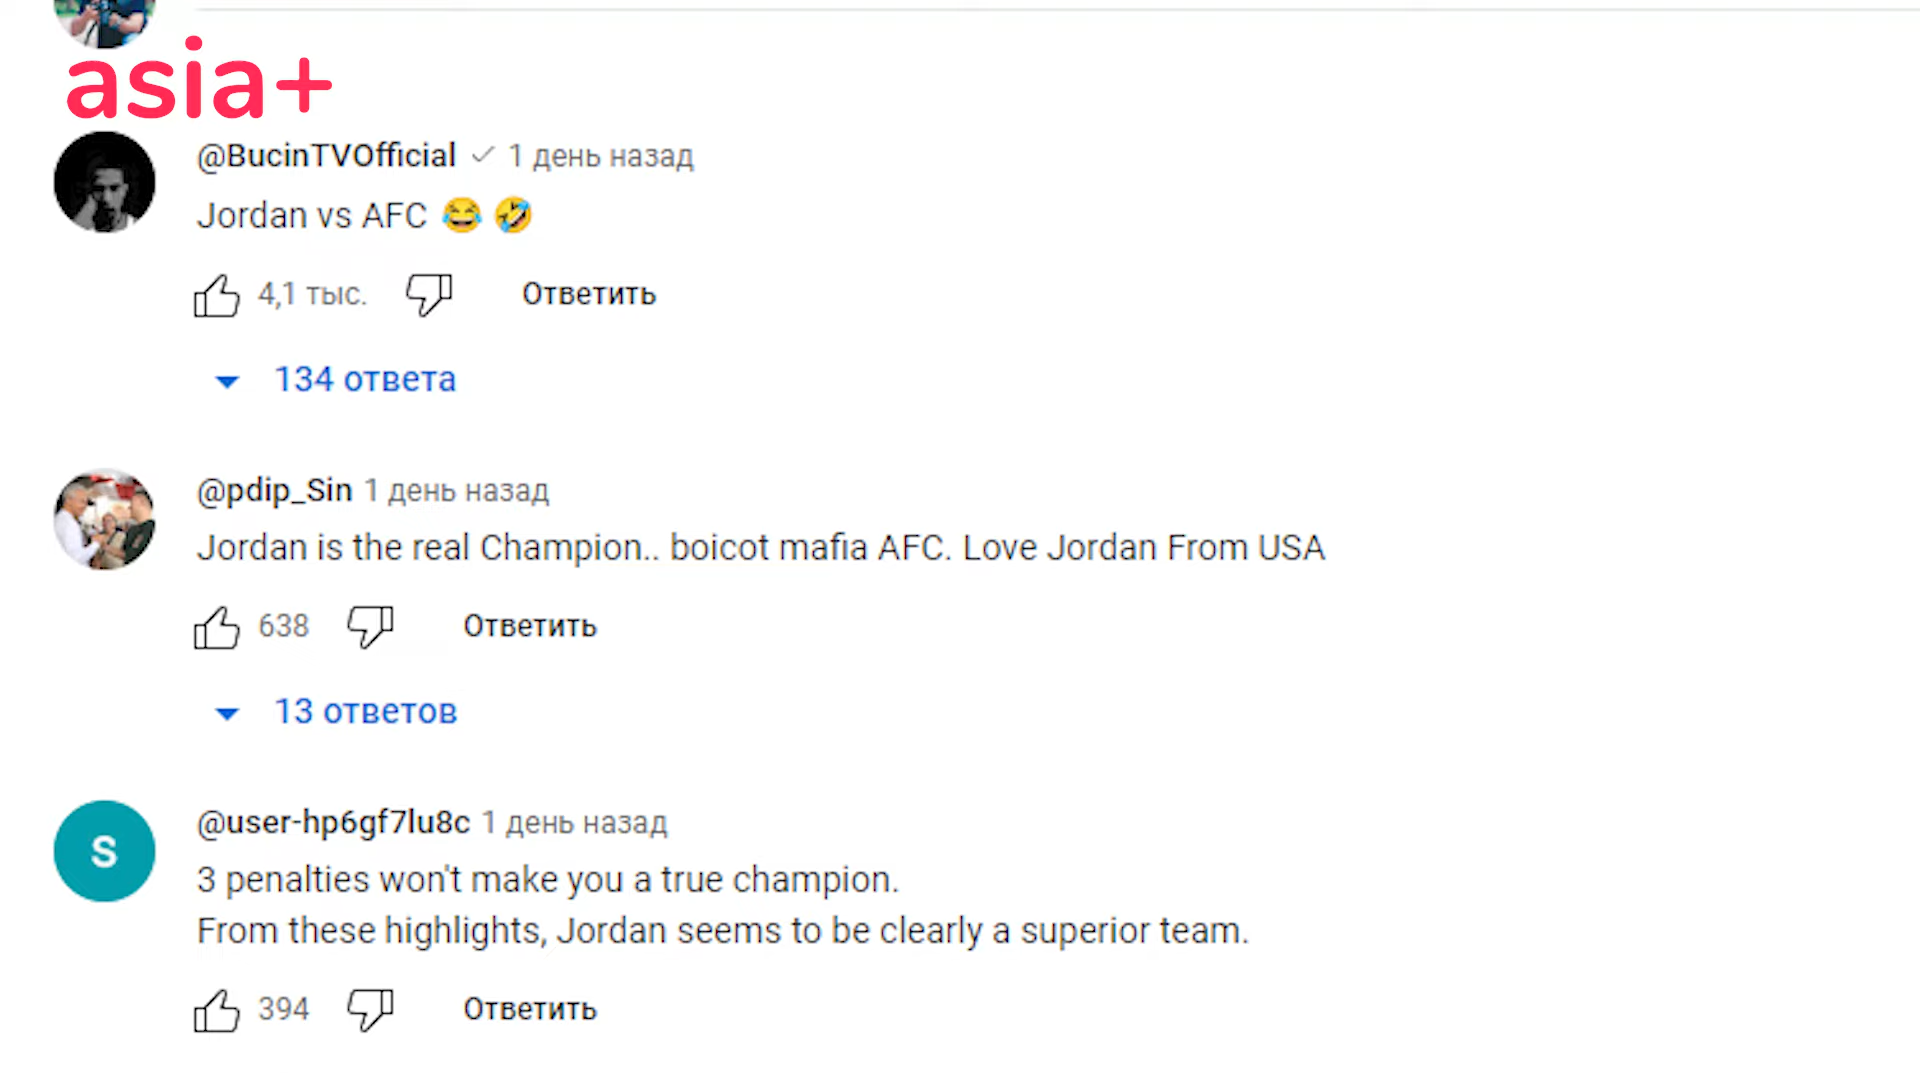 asia+
@BucinTVOfficial 1 день назад
Jordan vs AFC 😂 🤣
4,1 тыс. Ответить
134 ответа
@pdip_Sin 1 день назад
Jordan is the real Champion.. boicot mafia AFC. Love Jordan From USA
638 Ответить
13 ответов
S
@user-hp6gf7lu8c 1 день назад
3 penalties won't make you a true champion.
From these highlights, Jordan seems to be clearly a superior team.
394 Ответить